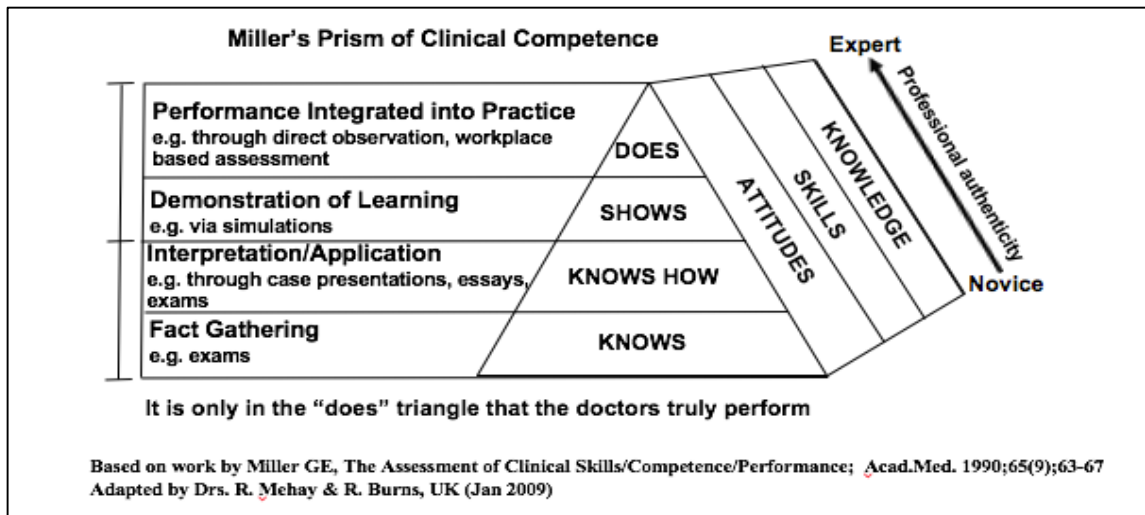 Miller's Prism of Clinical Competence
Expert
Professional authenticity
Novice
Performance Integrated into Practice
e.g. through direct observation, workplace
based assessment
DOES
Demonstration of Learning
e.g. via simulations
SHOWS
Interpretation/Application
e.g. through case presentations, essays,
exams
KNOWS HOW
Fact Gathering
e.g. exams
KNOWS
ATTITUDES
SKILLS
KNOWLEDGE
It is only in the “does” triangle that the doctors truly perform
Based on work by Miller GE, The Assessment of Clinical Skills/Competence/Performance; Acad.Med. 1990;65(9);63-67
Adapted by Drs. R. Mehay & R. Burns, UK (Jan 2009)